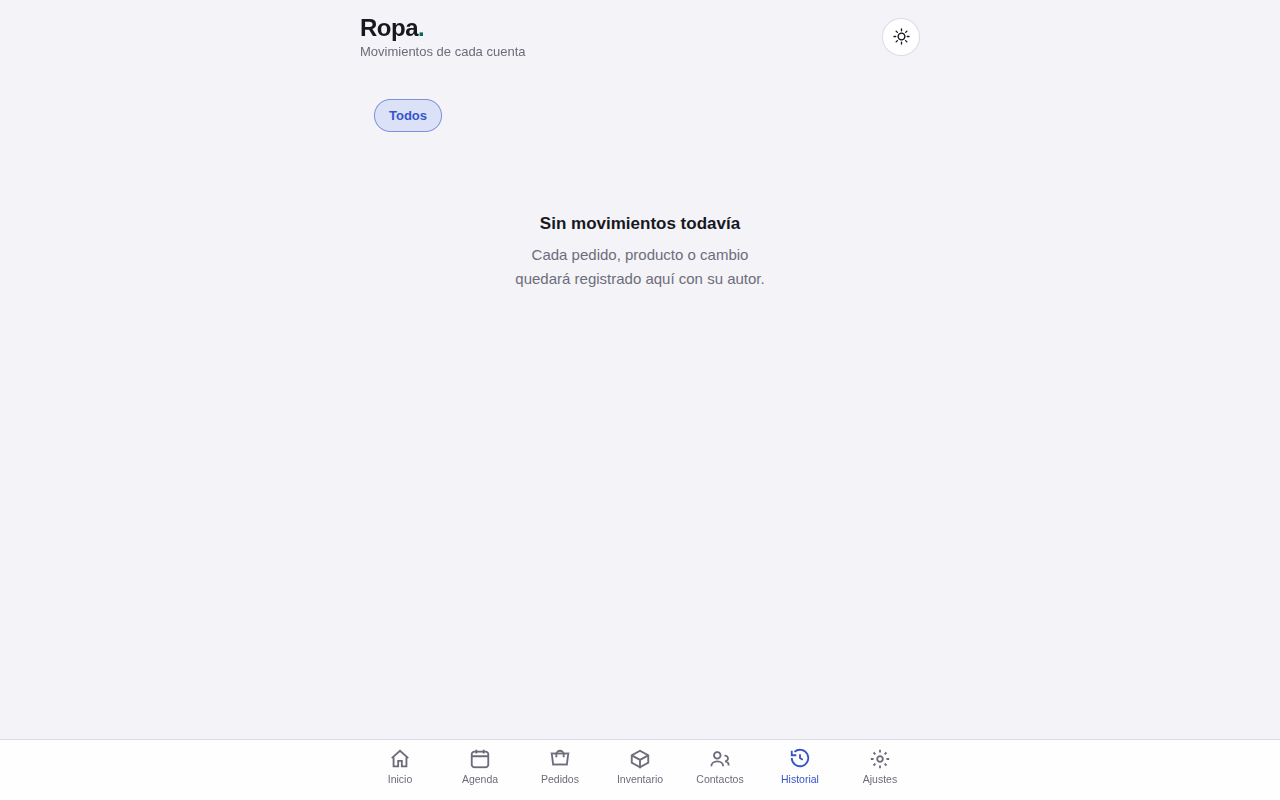 Ropa.
Movimientos de cada cuenta
Todos
Sin movimientos todavía
Cada pedido, producto o cambio
quedará registrado aquí con su autor.
Inicio
Agenda
Pedidos
Inventario
Contactos
Historial
Ajustes